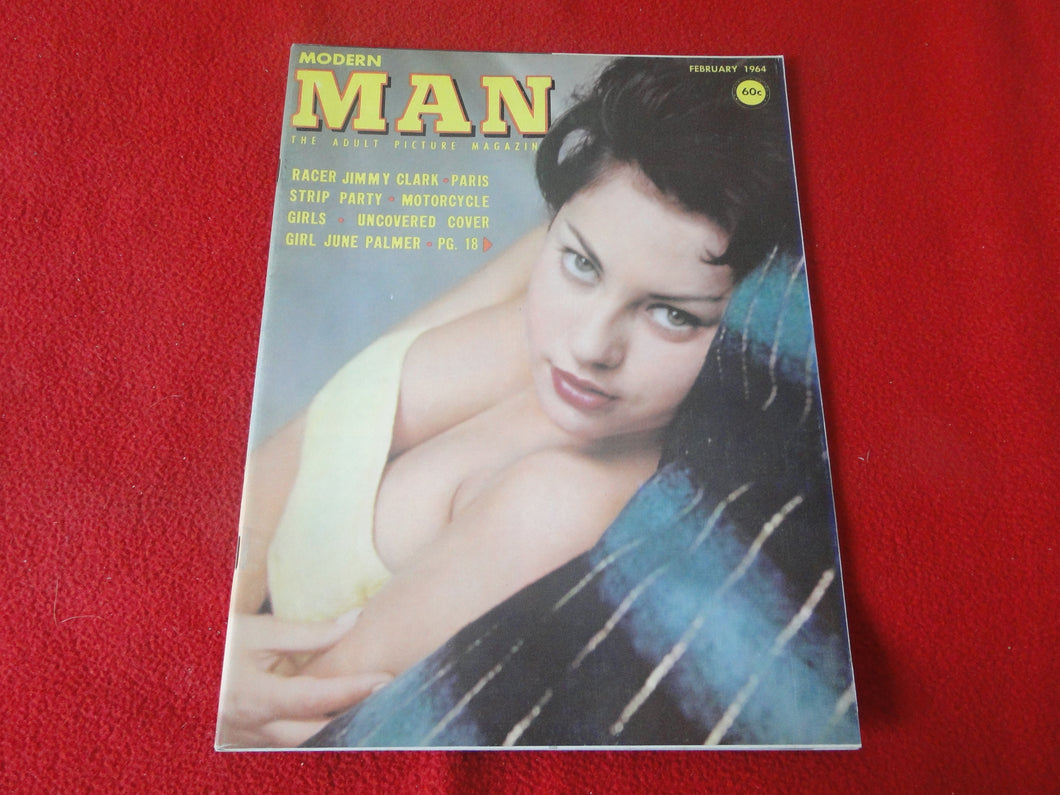 MODERN
MAN
FEBRUARY 1964
60c
THE ADULT PICTURE MAGAZIN
RACER JIMMY CLARK • PARIS
STRIP PARTY • MOTORCYCLE
GIRLS • UNCOVERED COVER
GIRL JUNE PALMER • PG. 18